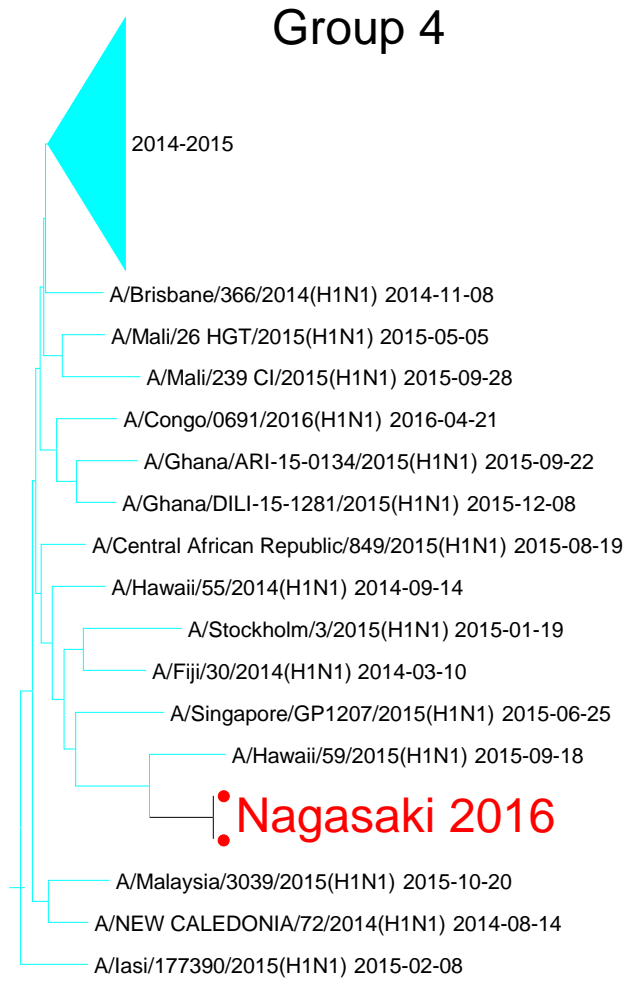 Group 4
2014-2015
A/Brisbane/366/2014(H1N1) 2014-11-08
A/Mali/26 HGT/2015(H1N1) 2015-05-05
A/Mali/239 CI/2015(H1N1) 2015-09-28
A/Congo/0691/2016(H1N1) 2016-04-21
A/Ghana/ARI-15-0134/2015(H1N1) 2015-09-22
A/Ghana/DILI-15-1281/2015(H1N1) 2015-12-08
A/Central African Republic/849/2015(H1N1) 2015-08-19
A/Hawaii/55/2014(H1N1) 2014-09-14
A/Stockholm/3/2015(H1N1) 2015-01-19
A/Fiji/30/2014(H1N1) 2014-03-10
A/Singapore/GP1207/2015(H1N1) 2015-06-25
A/Hawaii/59/2015(H1N1) 2015-09-18
Nagasaki 2016
A/Malaysia/3039/2015(H1N1) 2015-10-20
A/NEW CALEDONIA/72/2014(H1N1) 2014-08-14
A/Iasi/177390/2015(H1N1) 2015-02-08